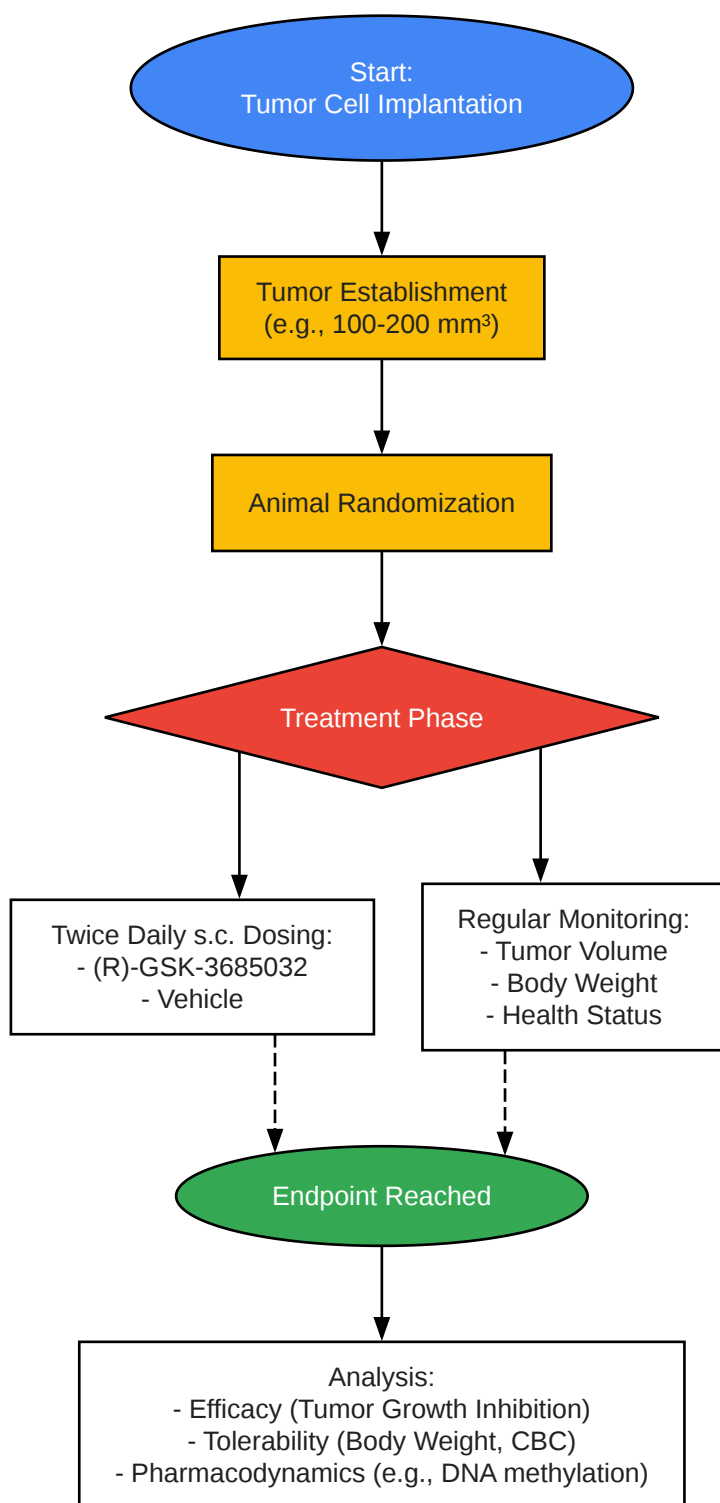 Start:
Tumor Cell Implantation
Tumor Establishment
(e.g., 100-200 mm³)
Animal Randomization
Treatment Phase
Twice Daily s.c. Dosing:
- (R)-GSK-3685032
- Vehicle
Regular Monitoring:
- Tumor Volume
- Body Weight
- Health Status
Endpoint Reached
Analysis:
- Efficacy (Tumor Growth Inhibition)
- Tolerability (Body Weight, CBC)
- Pharmacodynamics (e.g., DNA methylation)